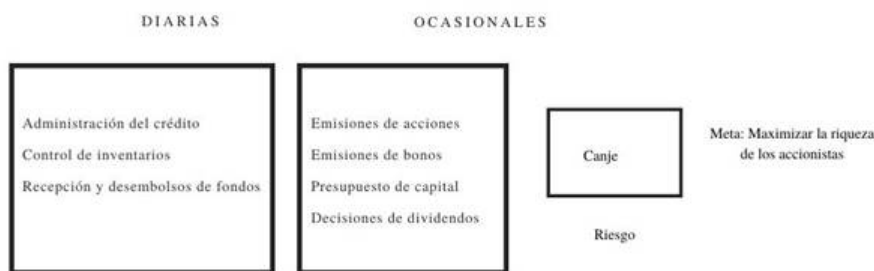 DIARIAS
OCASIONALES
Administración del crédito
Control de inventarios
Recepción y desembolsos de fondos
Emisiones de acciones
Emisiones de bonos
Presupuesto de capital
Decisiones de dividendos
Canje
Riesgo
Meta: Maximizar la riqueza
de los accionistas